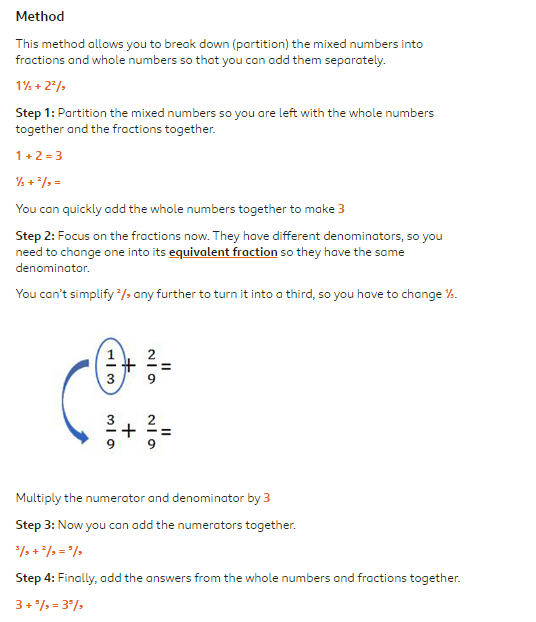 Method
This method allows you to break down (partition) the mixed numbers into
fractions and whole numbers so that you can add them separately.
1⅓ + 2²/₉
Step 1: Partition the mixed numbers so you are left with the whole numbers
together and the fractions together.
1 + 2 = 3
⅓ + ²/₉ =
You can quickly add the whole numbers together to make 3
Step 2: Focus on the fractions now. They have different denominators, so you
need to change one into its equivalent fraction so they have the same
denominator.
You can't simplify ²/₉ any further to turn it into a third, so you have to change ⅓.
1/3 + 2/9 =
3/9 + 2/9 =
Multiply the numerator and denominator by 3
Step 3: Now you can add the numerators together.
³/₉ + ²/₉ = ⁵/₉
Step 4: Finally, add the answers from the whole numbers and fractions together.
3 + ⁵/₉ = 3⁵/₉